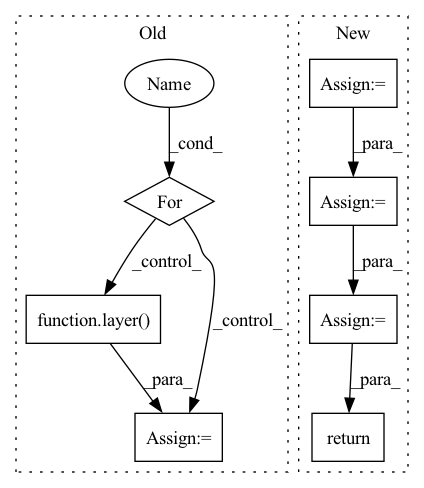 Old
New
Name
Assign:=
_cond_
_para_
For
Assign:=
_control_
_control_
_para_
function.layer()
Assign:=
_para_
_para_
Assign:=
return